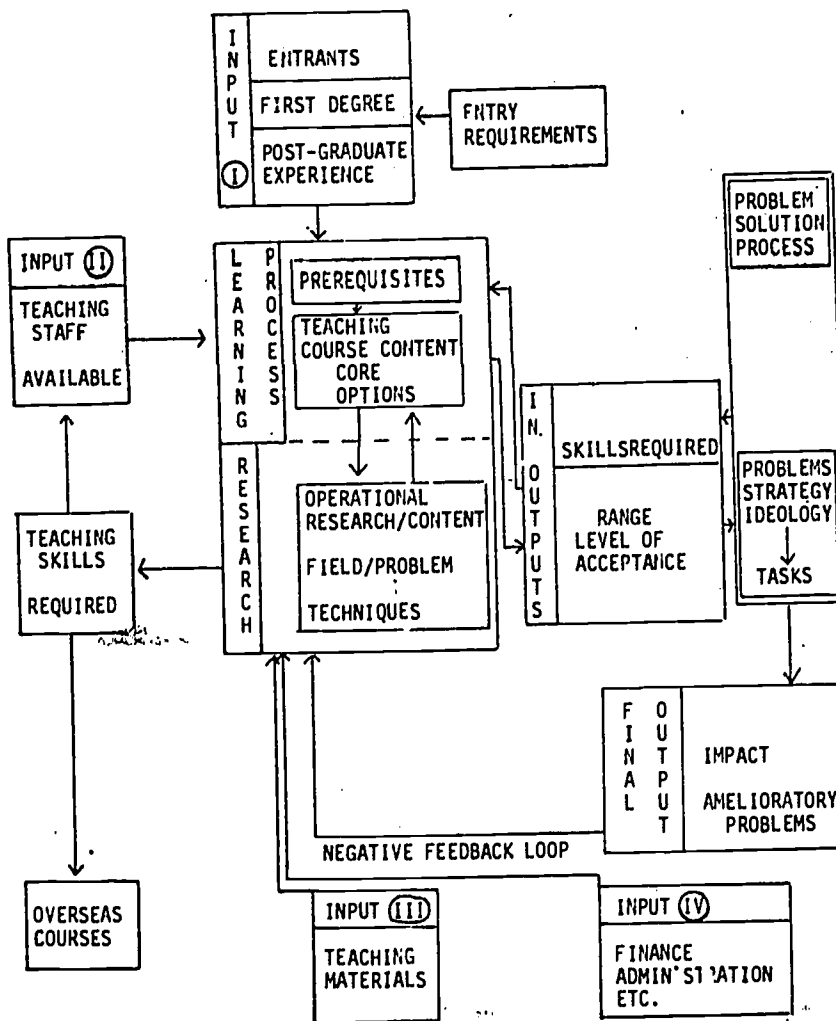 INPUT I
ENTRANTS
FIRST DEGREE
POST-GRADUATE
EXPERIENCE
ENTRY
REQUIREMENTS
PROBLEM
SOLUTION
PROCESS
INPUT II
TEACHING
STAFF
AVAILABLE
LEARNING
PROCESS
PREREQUISITES
TEACHING
COURSE CONTENT
CORE
OPTIONS
IN. OUTPUTS
SKILLSREQUIRED
RANGE
LEVEL OF
ACCEPTANCE
PROBLEMS
STRATEGY
IDEOLOGY
TASKS
RESEARCH
OPERATIONAL
RESEARCH/CONTENT
FIELD/PROBLEM
TECHNIQUES
TEACHING
SKILLS
REQUIRED
FINAL
OUTPUT
IMPACT
AMELIORATORY
PROBLEMS
NEGATIVE FEEDBACK LOOP
OVERSEAS
COURSES
INPUT III
TEACHING
MATERIALS
INPUT IV
FINANCE
ADMINISTRATION
ETC.